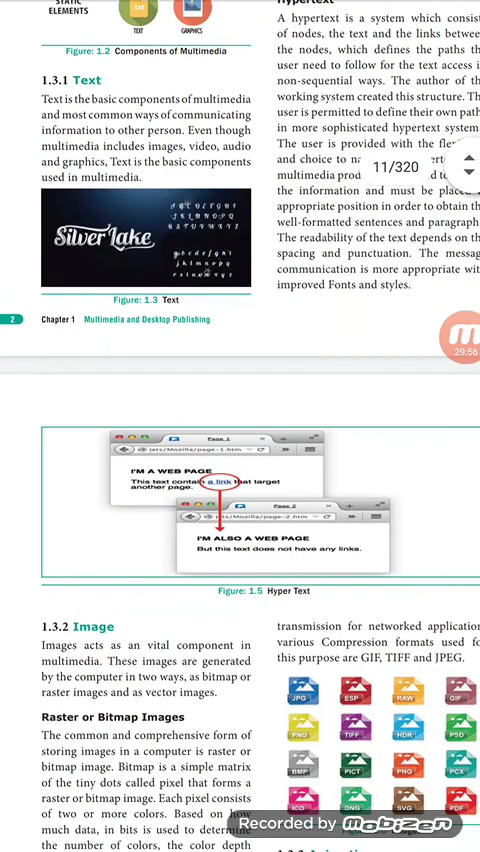 STATIC
ELEMENTS
.txt
TEXT
GRAPHICS
Figure: 1.2 Components of Multimedia
1.3.1 Text
Text is the basic components of multimedia
and most common ways of communicating
information to other person. Even though
multimedia includes images, video, audio
and graphics, Text is the basic components
used in multimedia.
Silver Lake
Figure: 1.3 Text
2 Chapter 1 Multimedia and Desktop Publishing
Hypertext
A hypertext is a system which consist
of nodes, the text and the links betwee
the nodes, which defines the paths th
user need to follow for the text access i
non-sequential ways. The author of th
working system created this structure. Th
user is permitted to define their own path
in more sophisticated hypertext system
The user is provided with the
and choice to
multimedia prod
the information and must be place
appropriate position in order to obtain th
well-formatted sentences and paragraph
The readability of the text depends on th
spacing and punctuation. The messag
communication is more appropriate wit
improved Fonts and styles.
11/320
29:56
Page 1
jets/Mozilla/page-1.htm
I'M A WEB PAGE
This text contain a link that target
another page.
Page 2
jets/Mozilla/page-2.htm
I'M ALSO A WEB PAGE
But this text does not have any links.
Figure: 1.5 Hyper Text
1.3.2 Image
Images acts as an vital component in
multimedia. These images are generated
by the computer in two ways, as bitmap or
raster images and as vector images.
Raster or Bitmap Images
The common and comprehensive form of
storing images in a computer is raster or
bitmap image. Bitmap is a simple matrix
of the tiny dots called pixel that forms a
raster or bitmap image. Each pixel consists
of two or more colors. Based on how
much data, in bits is used to determine
the number of colors, the color depth
transmission for networked application
various Compression formats used fo
this purpose are GIF, TIFF and JPEG.
JPG ESP RAW GIF
PNG TIFF HDR PSD
BMP PICT PNG PCX
ICO DNG SVG PDF
Recorded by mobizen